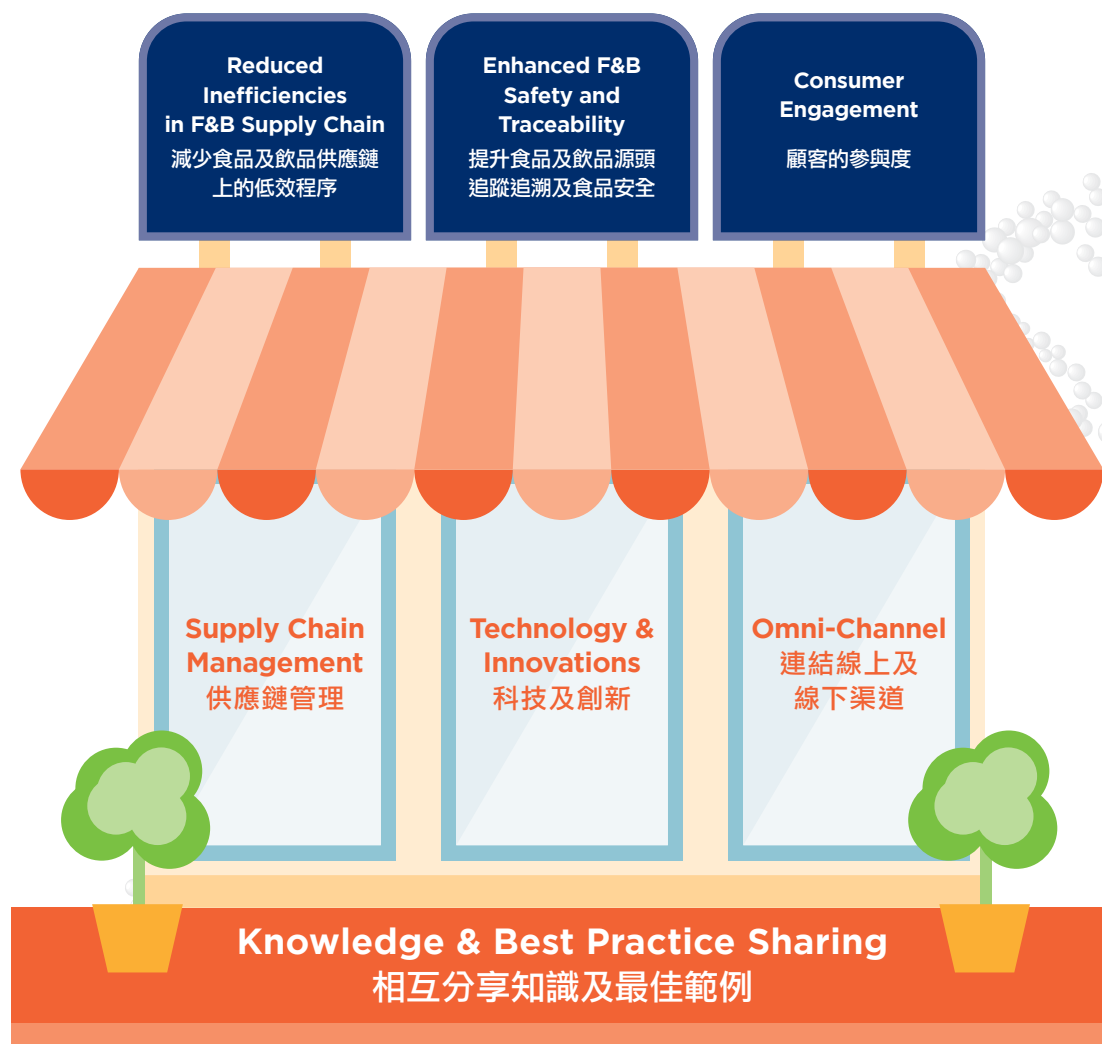 Reduced
Inefficiencies
in F&B Supply Chain
減少食品及飲品供應鏈
上的低效程序
Enhanced F&B
Safety and
Traceability
提升食品及飲品源頭
追蹤追溯及食品安全
Consumer
Engagement
顧客的參與度
Supply Chain
Management
供應鏈管理
Technology &
Innovations
科技及創新
Omni-Channel
連結線上及
線下渠道
Knowledge & Best Practice Sharing
相互分享知識及最佳範例